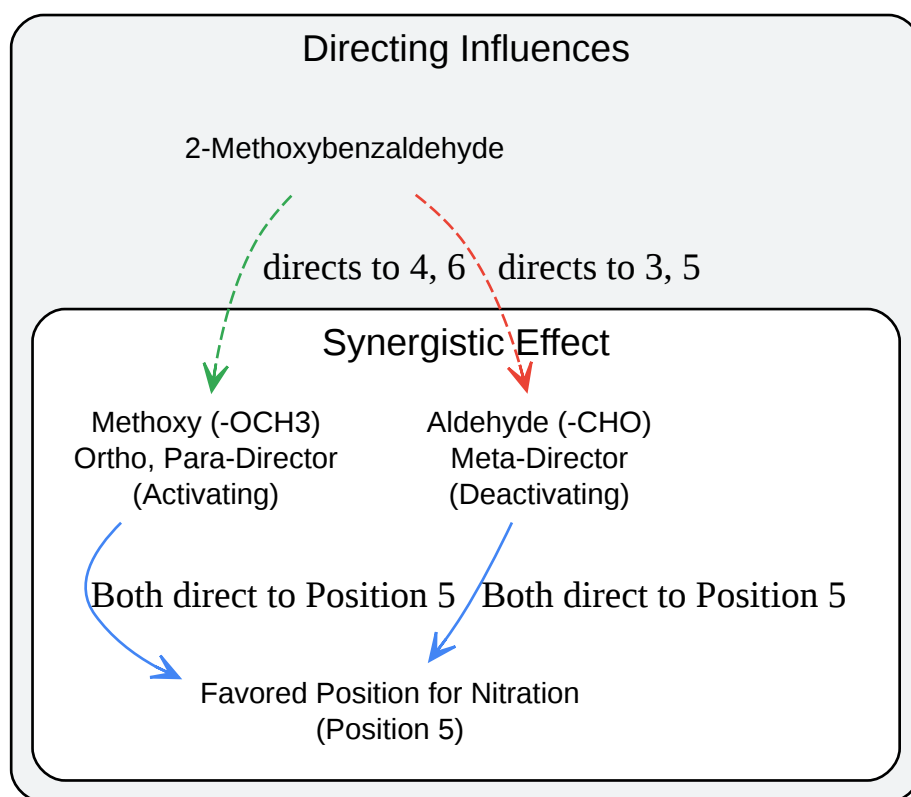 Directing Influences
2-Methoxybenzaldehyde
directs to 4, 6
directs to 3, 5
Synergistic Effect
Methoxy (-OCH3)
Ortho, Para-Director
(Activating)
Aldehyde (-CHO)
Meta-Director
(Deactivating)
Both direct to Position 5
Both direct to Position 5
Favored Position for Nitration
(Position 5)